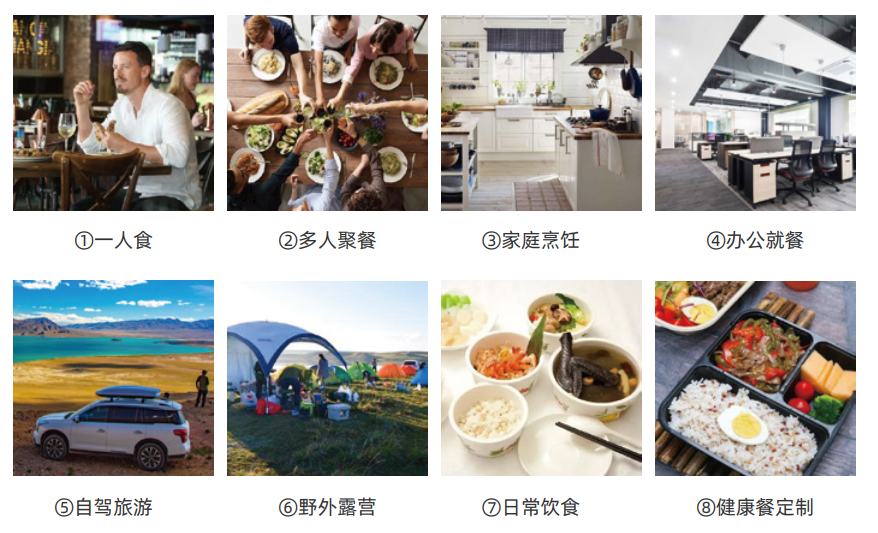 ①一人食
②多人聚餐
③家庭烹饪
④办公就餐
⑤自驾旅游
⑥野外露营
⑦日常饮食
⑧健康餐定制